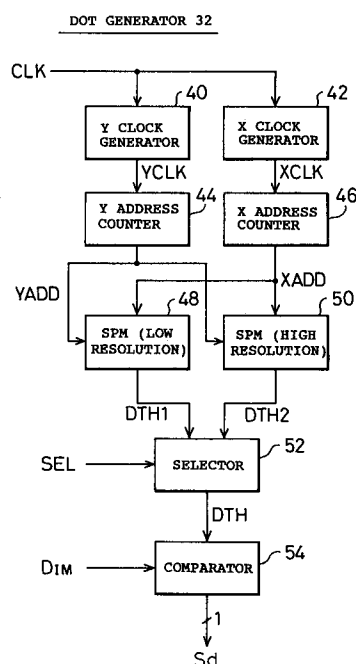 DOT GENERATOR 32
CLK
40
42
Y CLOCK
GENERATOR
X CLOCK
GENERATOR
YCLK
XCLK
44
46
Y ADDRESS
COUNTER
X ADDRESS
COUNTER
YADD
XADD
48
50
SPM (LOW
RESOLUTION)
SPM (HIGH
RESOLUTION)
DTH1
DTH2
52
SEL
SELECTOR
DTH
54
DIM
COMPARATOR
1
Sd